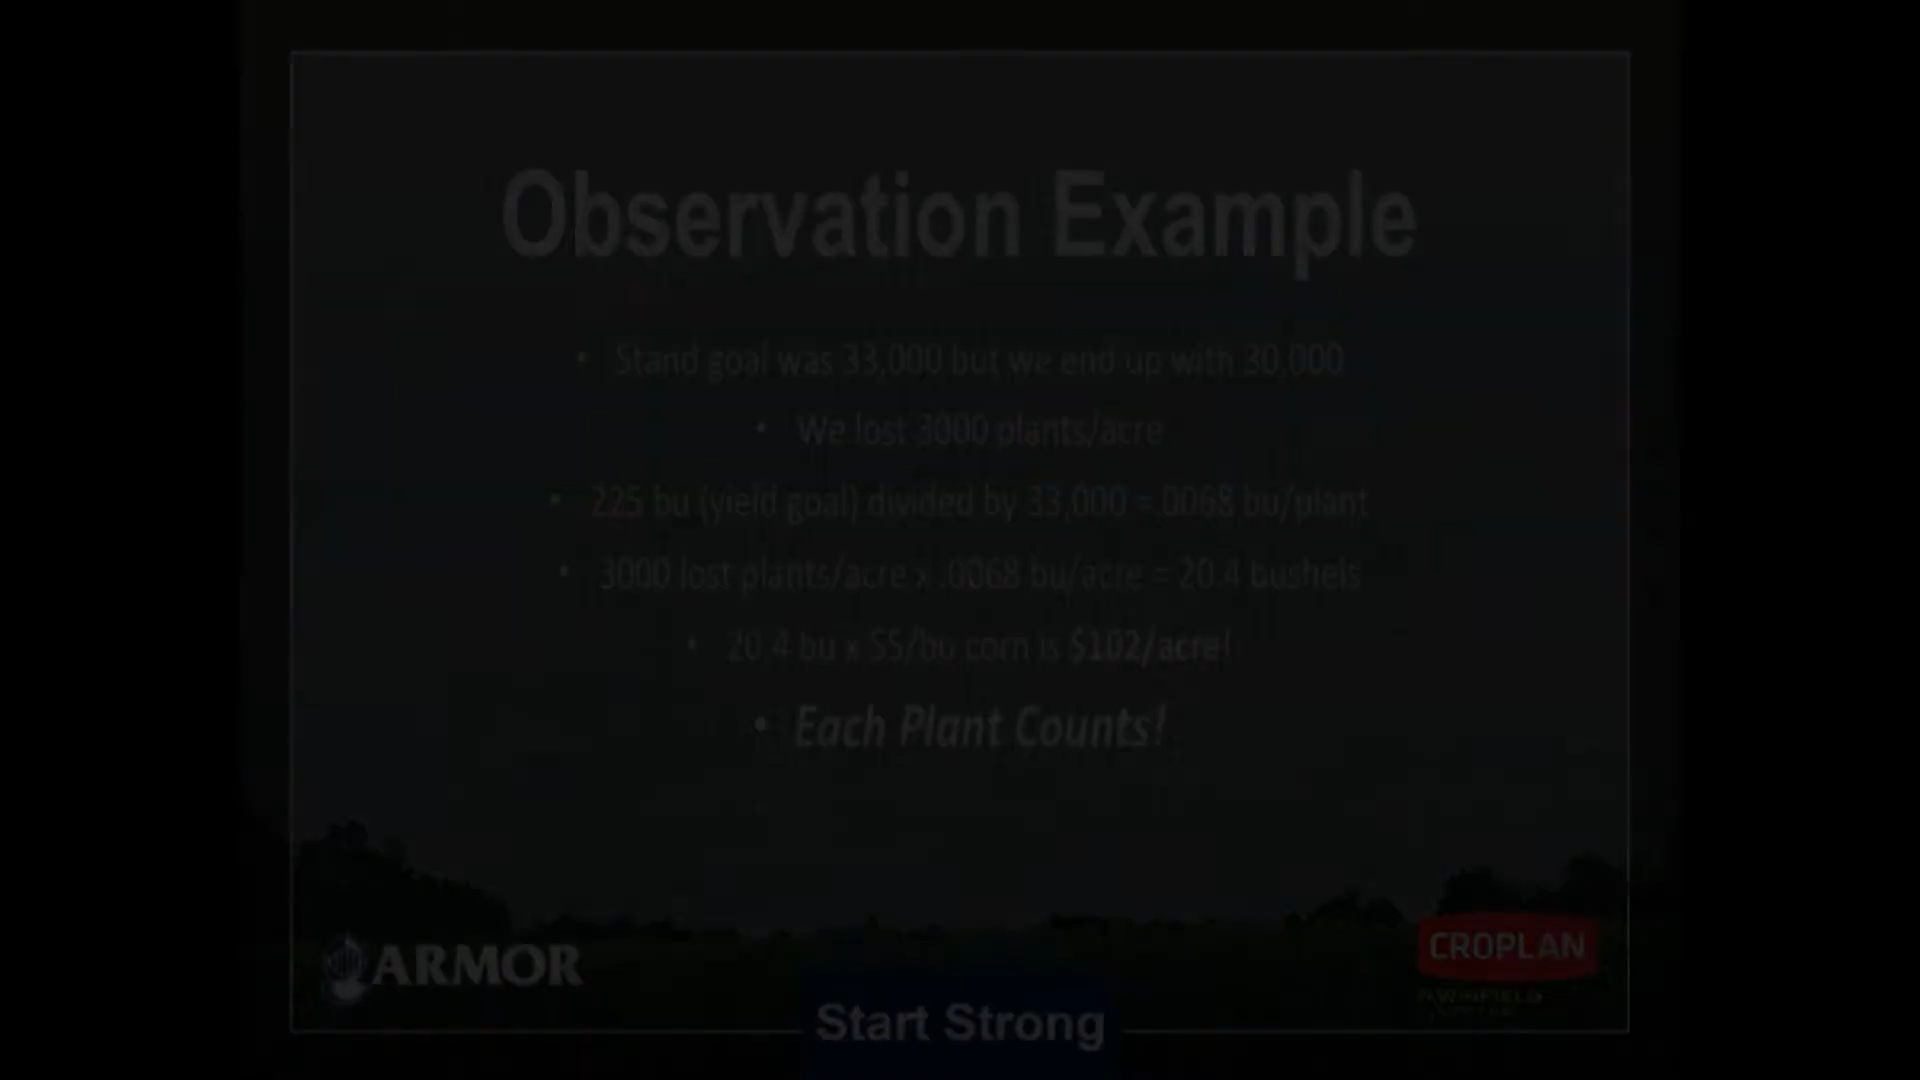 Observation Example
• Stand goal was 33,000 but we end up with 30,000
• We lost 3000 plants/acre
• 225 bu (yield goal) divided by 33,000 = .0068 bu/plant
• 3000 lost plants/acre x .0068 bu/acre = 20.4 bushels
• 20.4 bu x $5/bu corn is $102/acre!
• Each Plant Counts!
ARMOR
CROPLAN
Start Strong